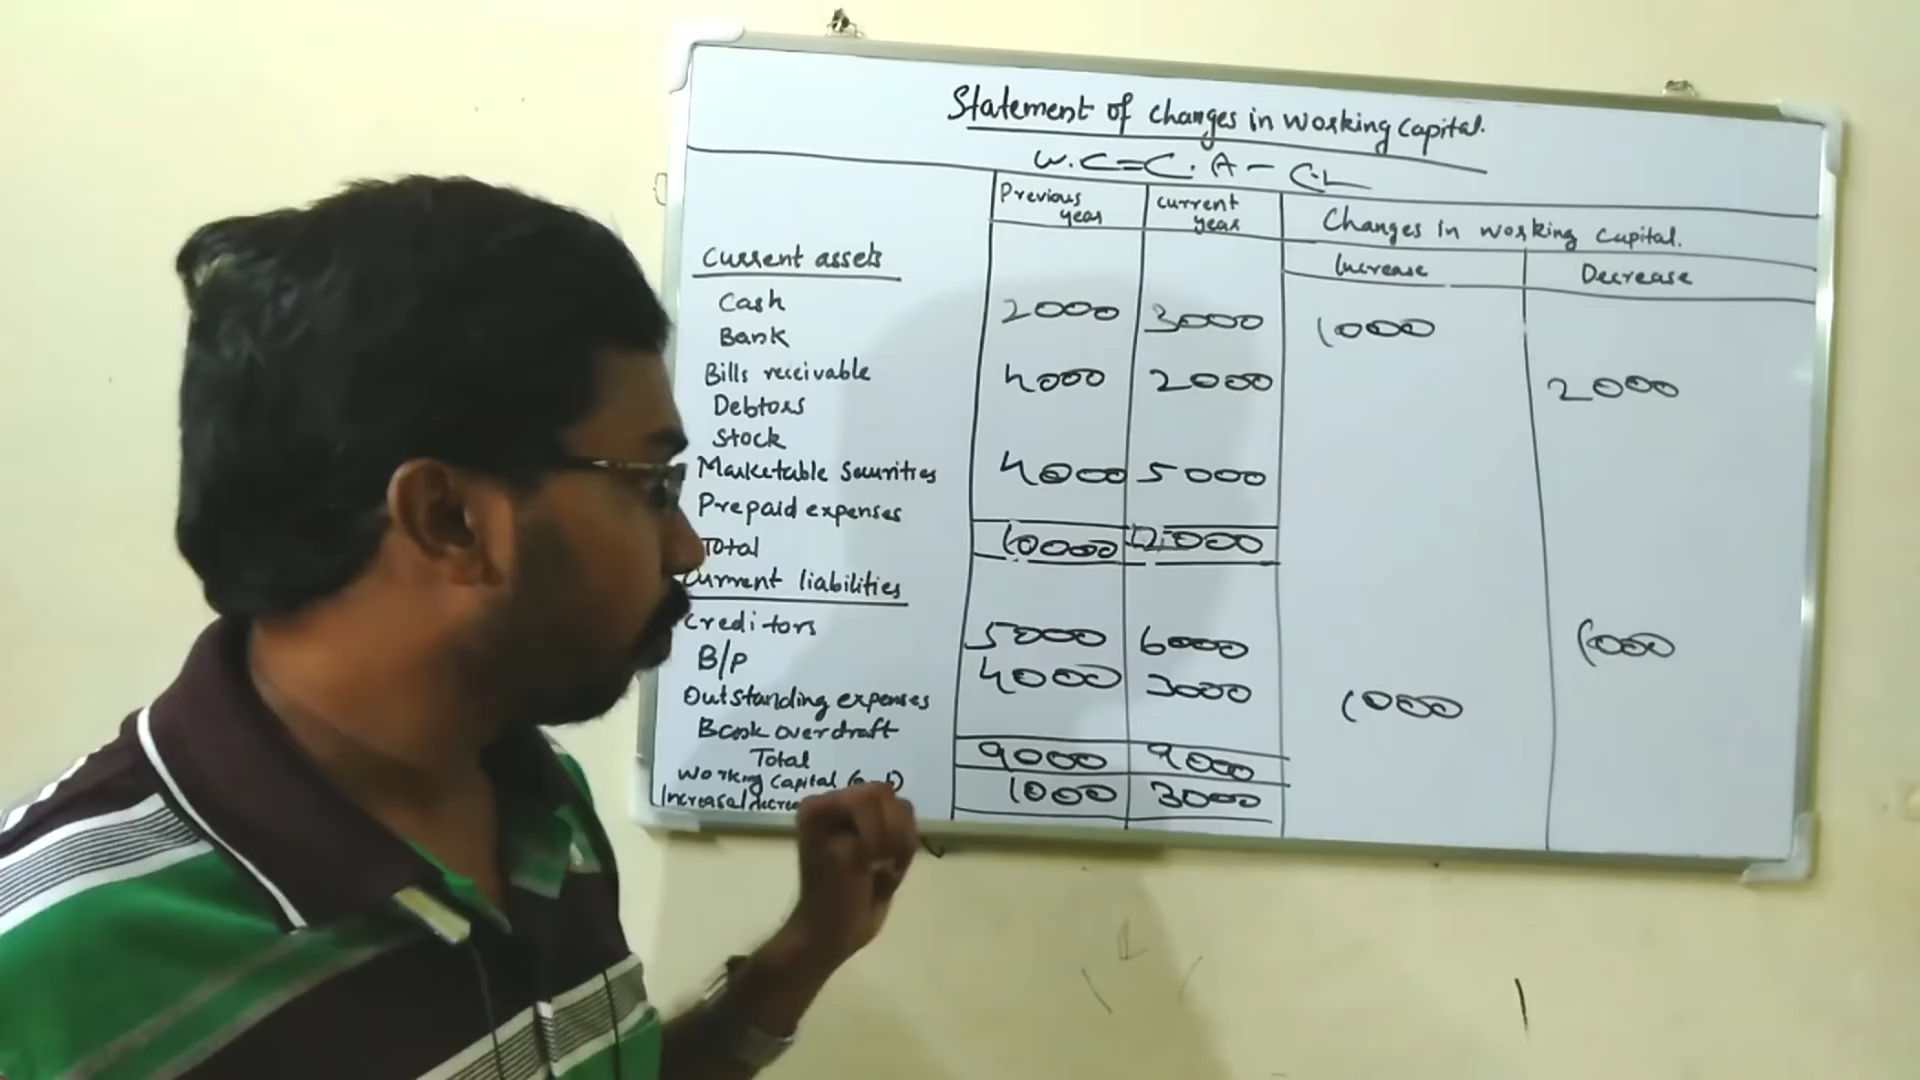 Statement of changes in working capital.
W.C = C.A - C.L
Previous year
current year
Changes in working capital.
Increase
Decrease
Current assets
Cash 2000 3000 1000
Bank
Bills receivable 4000 2000 2000
Debtors
Stock
Marketable securities 4000 5000
Prepaid expenses
Total 10000 12000
Current liabilities
Creditors 5000 6000 1000
B/P 4000 3000 1000
Outstanding expenses
Bank overdraft
Total 9000 9000
Working capital 1000 3000